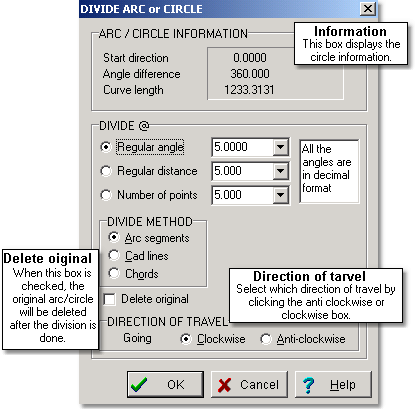 DIVIDE ARC or CIRCLE
ARC / CIRCLE INFORMATION
Information
This box displays the
circle information.
Start direction 0.0000
Angle difference 360.000
Curve length 1233.3131
DIVIDE @
Regular angle 5.0000
Regular distance 5.000
Number of points 5.000
All the
angles are
in decimal
format
DIVIDE METHOD
Arc segments
Cad lines
Chords
Delete oiginal
When this box is
checked, the
original arc/circle
will be deleted
after the division is
done.
Direction of tarvel
Select which direction of travel by
clicking the anti clockwise or
clockwise box.
Delete original
DIRECTION OF TRAVEL
Going Clockwise Anti-clockwise
OK Cancel Help